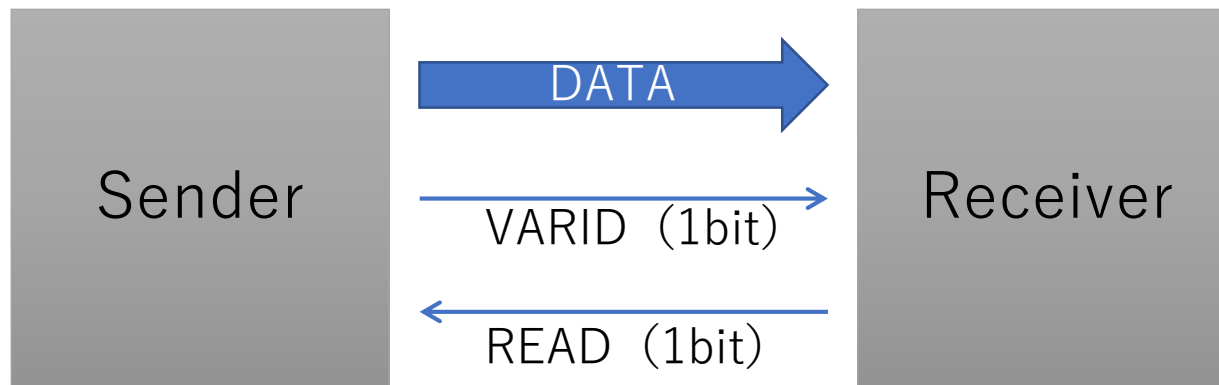 DATA
Sender
Receiver
VARID (1bit)
READ (1bit)